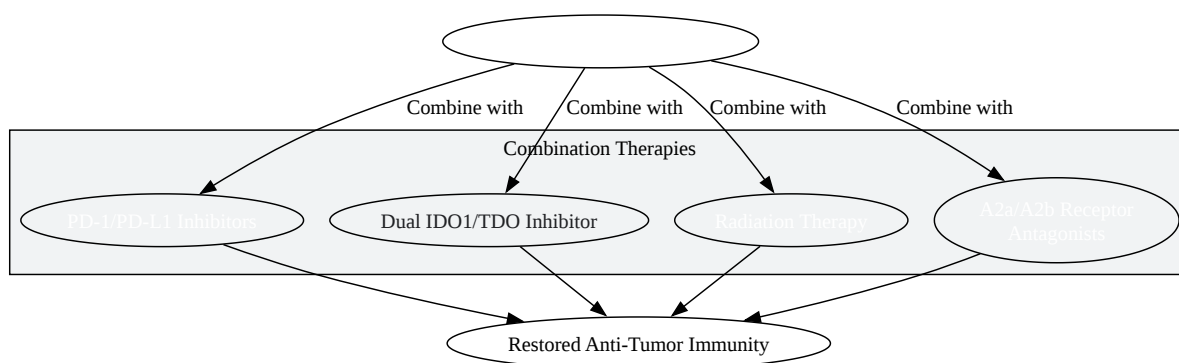 Combine with
Combine with
Combine with
Combine with
Combination Therapies
PD-1/PD-L1 Inhibitors
Dual IDO1/TDO Inhibitor
Radiation Therapy
A2a/A2b Receptor
Antagonists
Restored Anti-Tumor Immunity